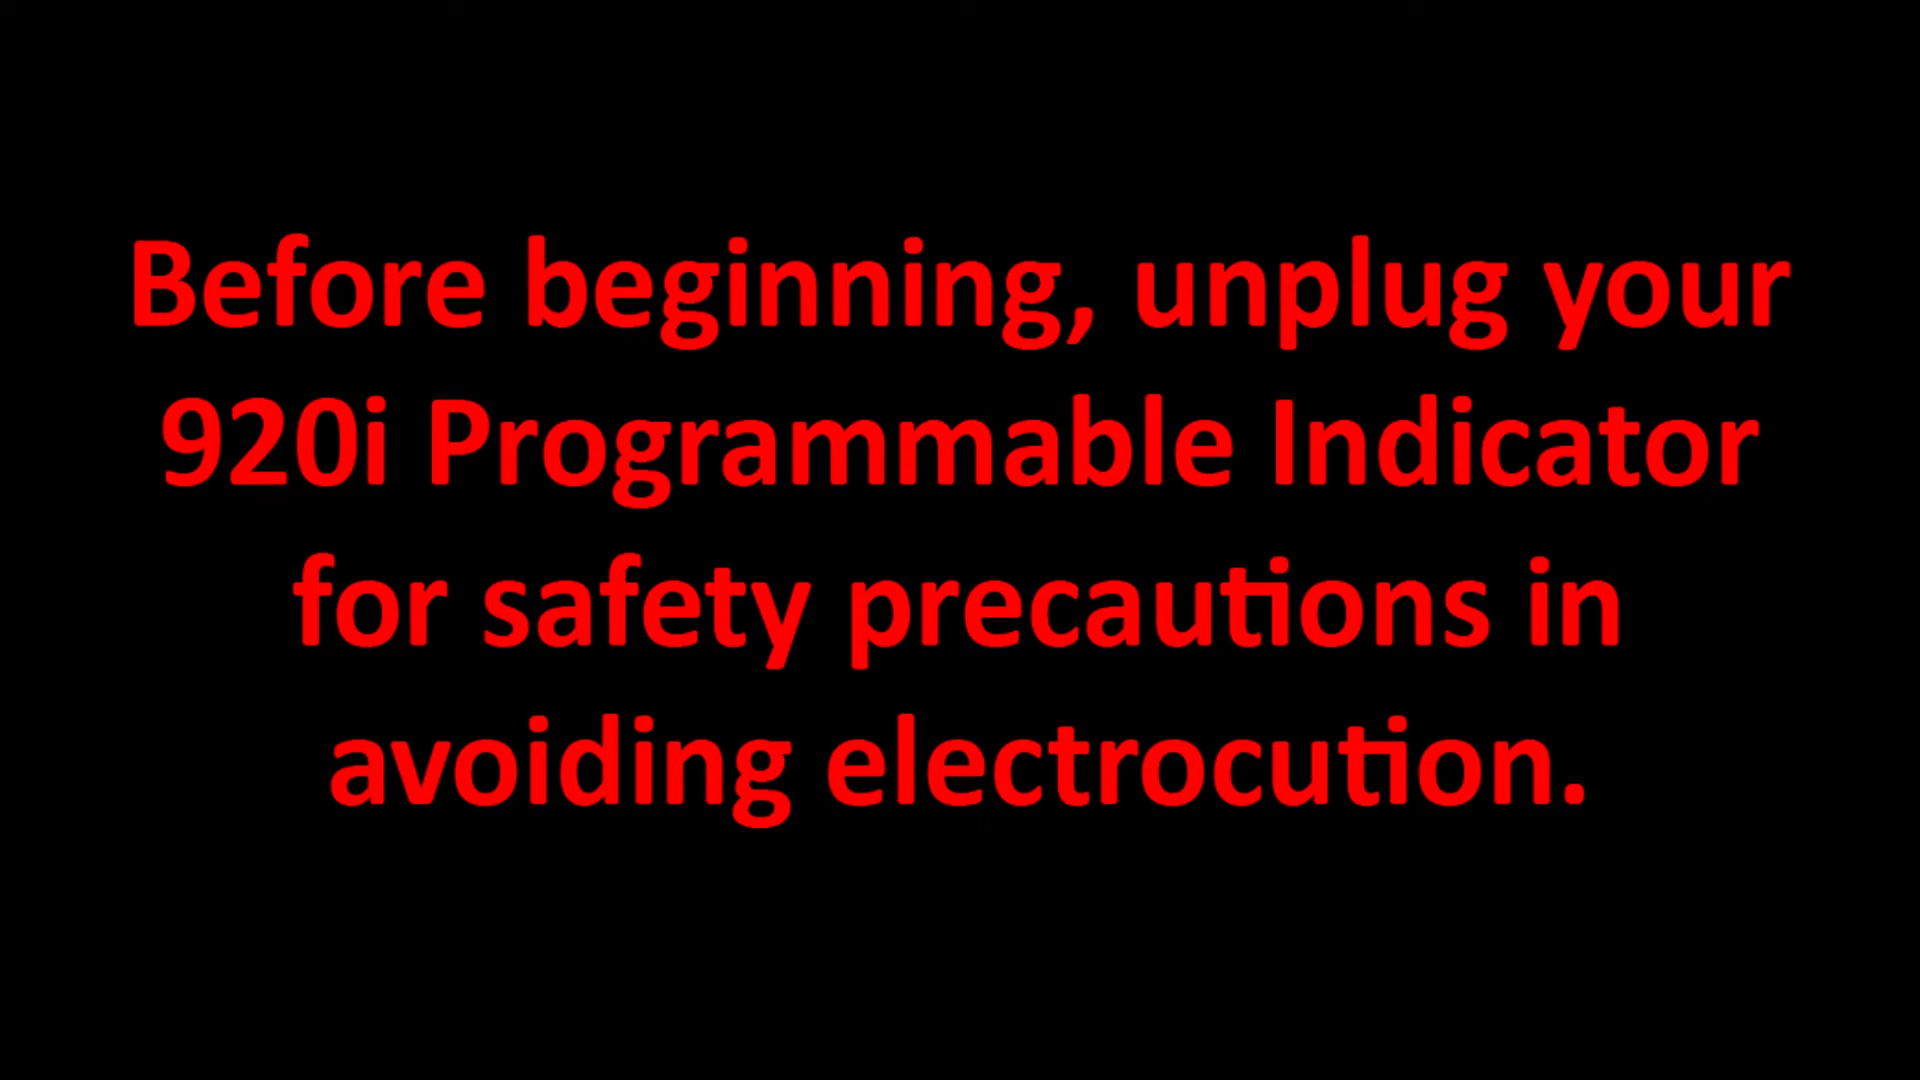 Before beginning, unplug your
920i Programmable Indicator
for safety precautions in
avoiding electrocution.